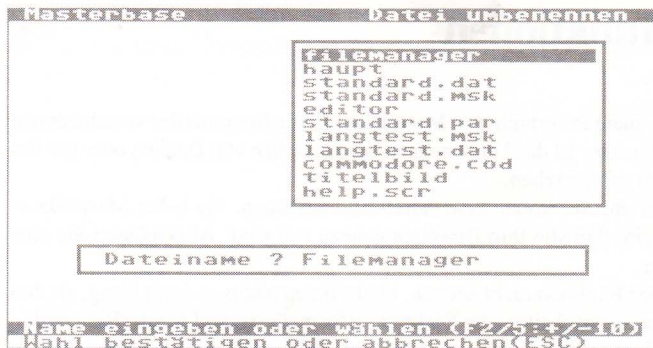 Masterbase Datei umbenennen
filemanager
haupt
standard.dat
standard.msk
editor
standard.par
langtest.msk
langtest.dat
commodore.cod
titelbild
help.scr
Dateiname ? Filemanager
Name eingeben oder wählen (F2/5:+/-10)
Wahl bestätigen oder abbrechen(ESC)